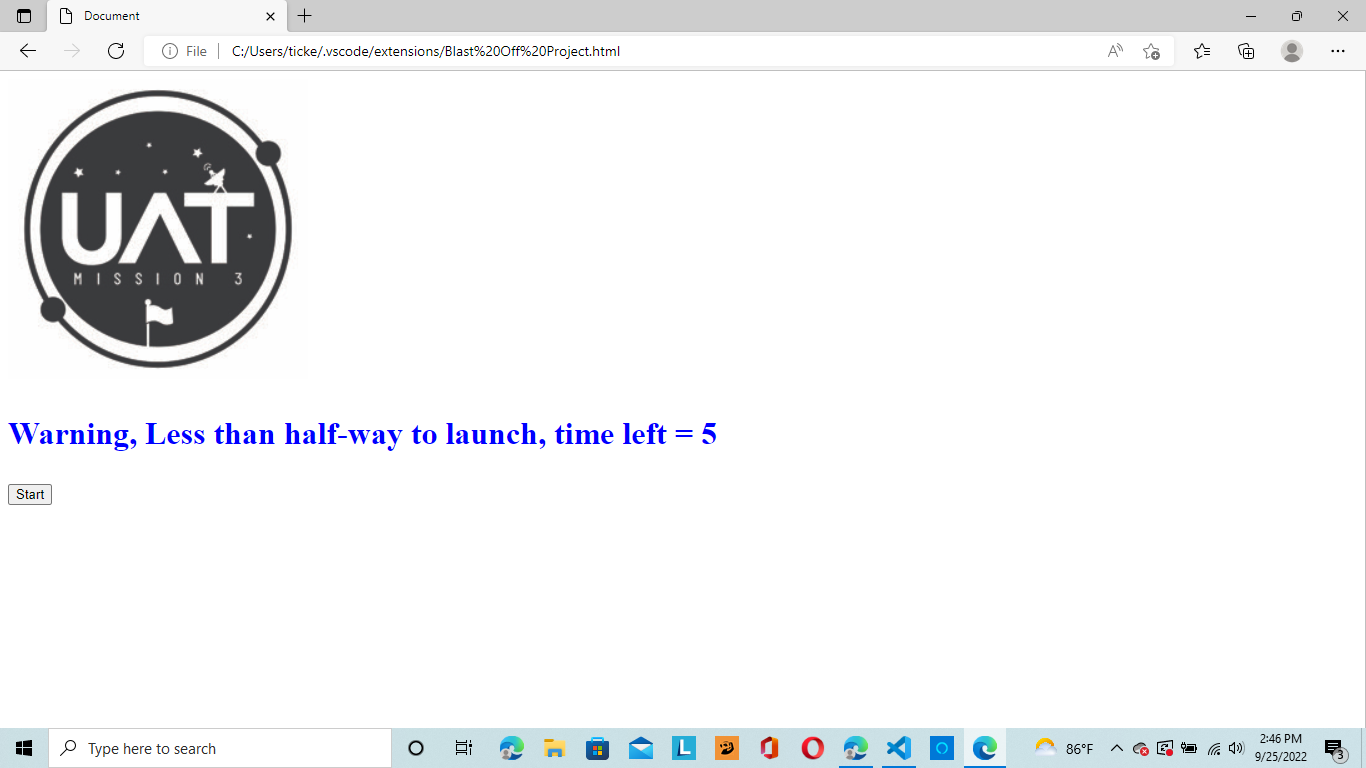 Document
File
C:/Users/ticke/.vscode/extensions/Blast%20Off%20Project.html
UAT
MISSION 3
Warning, Less than half-way to launch, time left = 5
Start
Type here to search
L
86°F
2:46 PM
9/25/2022
3